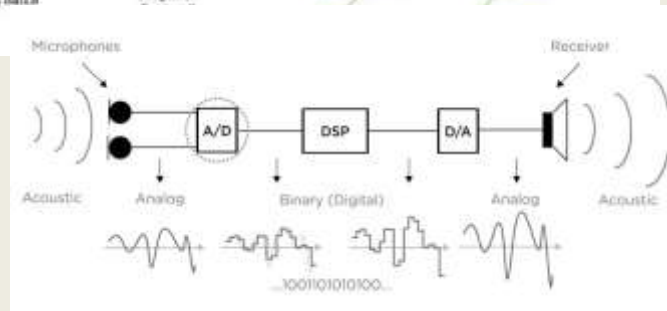 Microphones
Receiver
A/D
DSP
D/A
Acoustic
Analog
Binary (Digital)
Analog
Acoustic
...1001101010100...